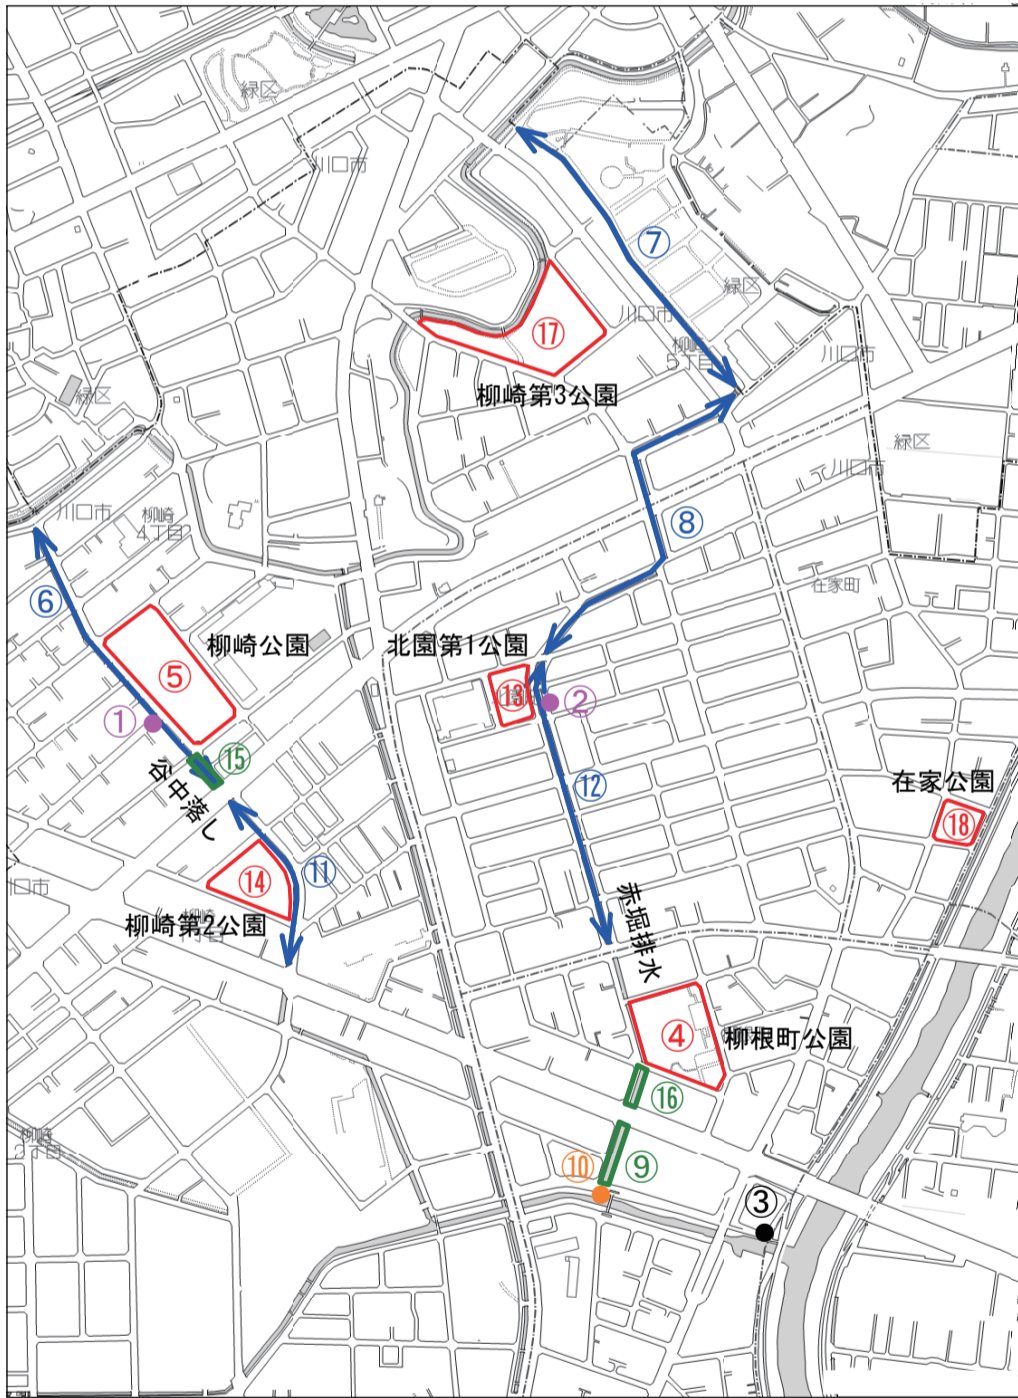 緑区
川口市
⑦
緑区
川口市
川口市
⑰
柳崎
5丁目
柳崎第3公園
緑区
緑区
川口市
川口市
柳崎
4丁目
⑧
在家町
⑥
柳崎公園
北園第1公園
⑤
⑬
①
②
⑮
谷中落し
⑫
在家公園
⑱
⑭
⑪
川口市
柳崎第2公園
赤堀排水
④
柳根町公園
⑯
柳崎
2丁目
⑩
⑨
③